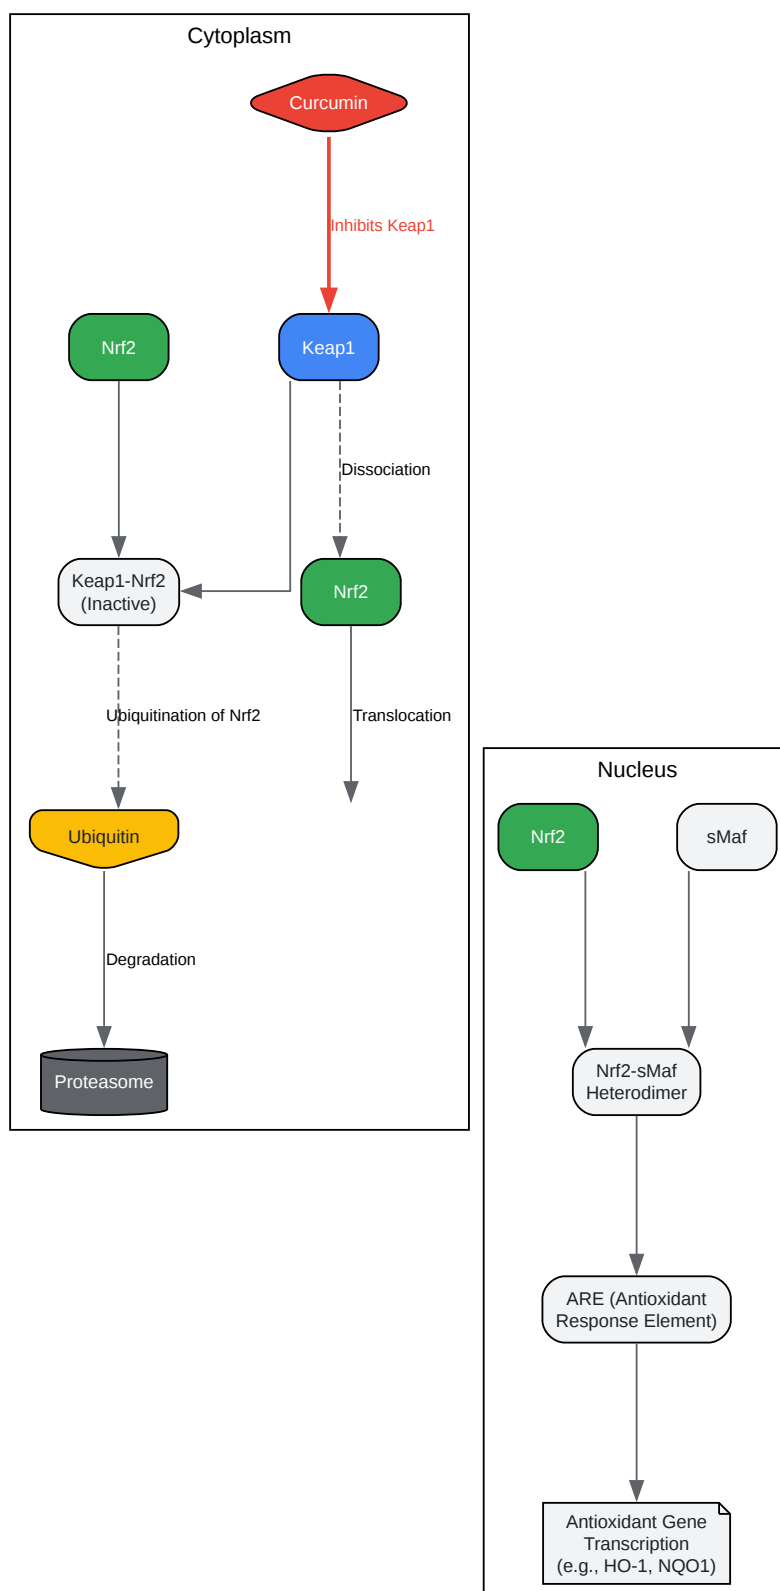 Cytoplasm
Curcumin
Inhibits Keap1
Nrf2
Keap1
Dissociation
Keap1-Nrf2
(Inactive)
Nrf2
Ubiquitination of Nrf2
Translocation
Ubiquitin
Degradation
Proteasome
Nucleus
Nrf2
sMaf
Nrf2-sMaf
Heterodimer
ARE (Antioxidant
Response Element)
Antioxidant Gene
Transcription
(e.g., HO-1, NQO1)